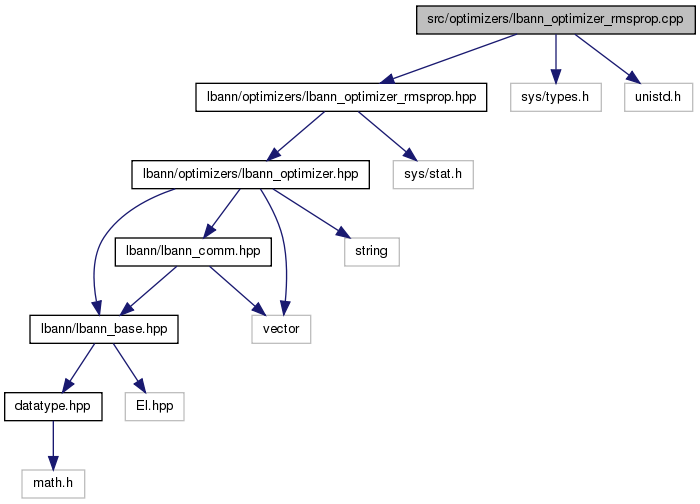 src/optimizers/lbann_optimizer_rmsprop.cpp
lbann/optimizers/lbann_optimizer_rmsprop.hpp
sys/types.h
unistd.h
lbann/optimizers/lbann_optimizer.hpp
sys/stat.h
lbann/lbann_comm.hpp
string
lbann/lbann_base.hpp
vector
datatype.hpp
El.hpp
math.h